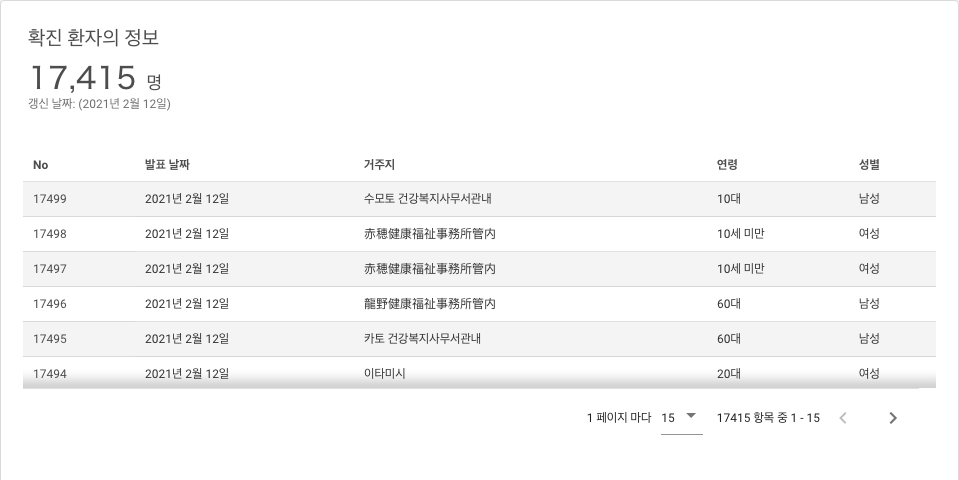 확진 환자의 정보
17,415 명
갱신 날짜: (2021년 2월 12일)
No 발표 날짜 거주지 연령 성별
17499 2021년 2월 12일 수모토 건강복지사무서관내 10대 남성
17498 2021년 2월 12일 赤穂健康福祉事務所管内 10세 미만 여성
17497 2021년 2월 12일 赤穂健康福祉事務所管内 10세 미만 여성
17496 2021년 2월 12일 龍野健康福祉事務所管内 60대 남성
17495 2021년 2월 12일 카토 건강복지사무서관내 60대 남성
17494 2021년 2월 12일 이타미시 20대 여성
1 페이지 마다 15 17415 항목 중 1 - 15